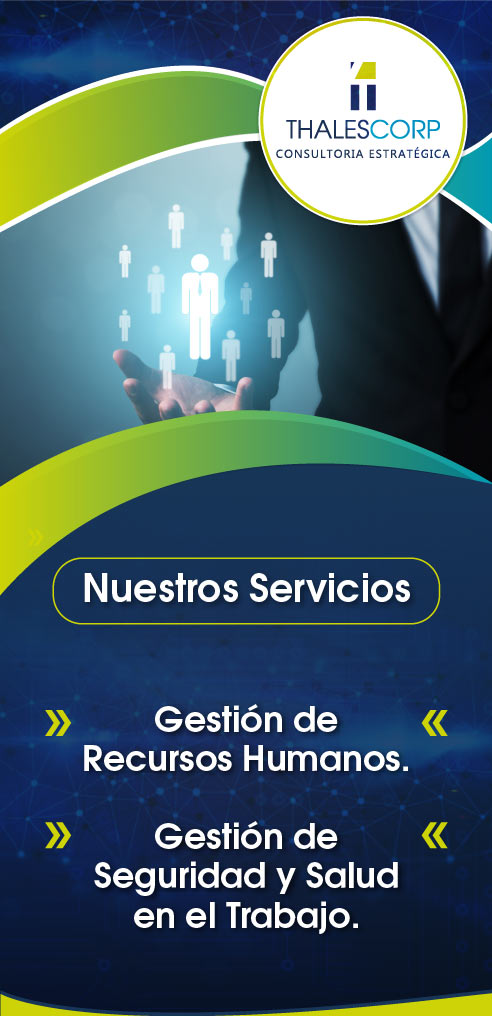 THALESCORP
CONSULTORIA ESTRATÉGICA
Nuestros Servicios
Gestión de
Recursos Humanos.
Gestión de
Seguridad y Salud
en el Trabajo.